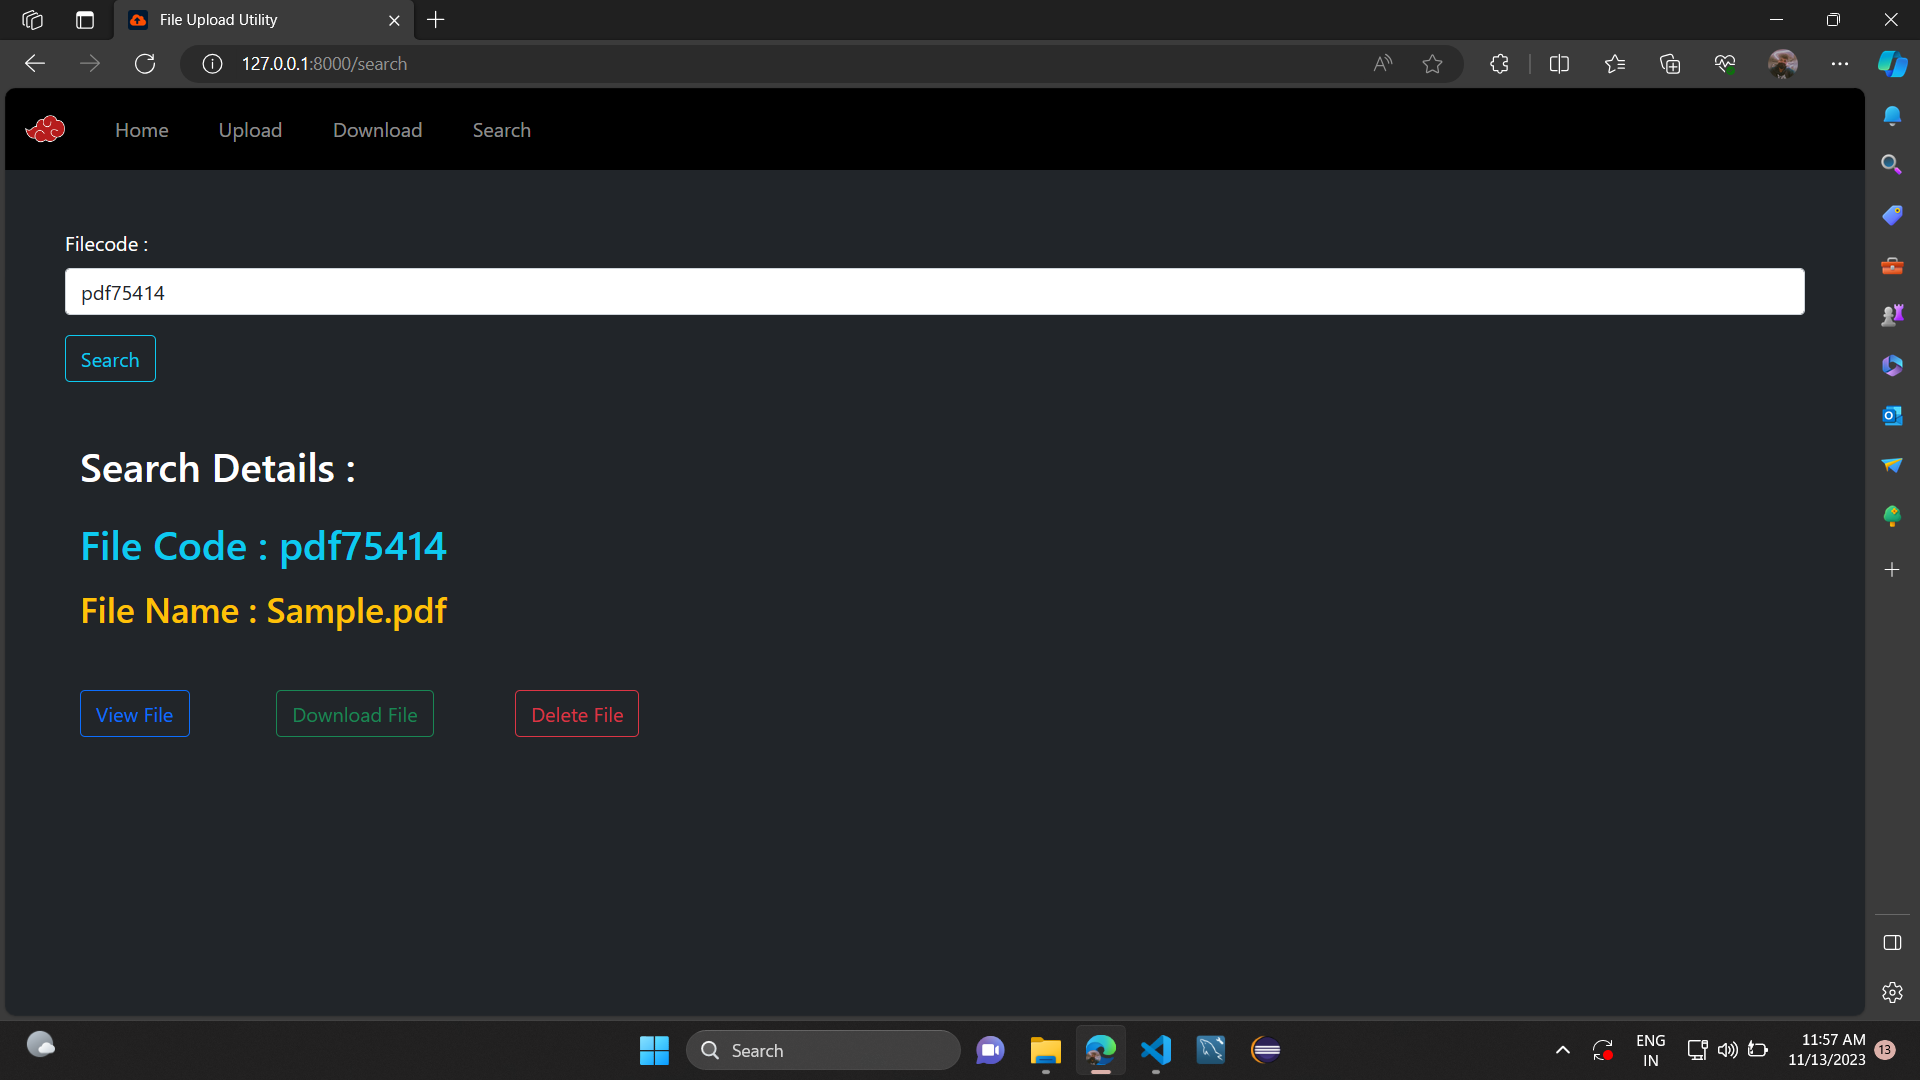 File Upload Utility
127.0.0.1:8000/search
Home Upload Download Search
Filecode :
pdf75414
Search
Search Details :
File Code : pdf75414
File Name : Sample.pdf
View File Download File Delete File
Search
ENG
IN
11:57 AM
11/13/2023
13